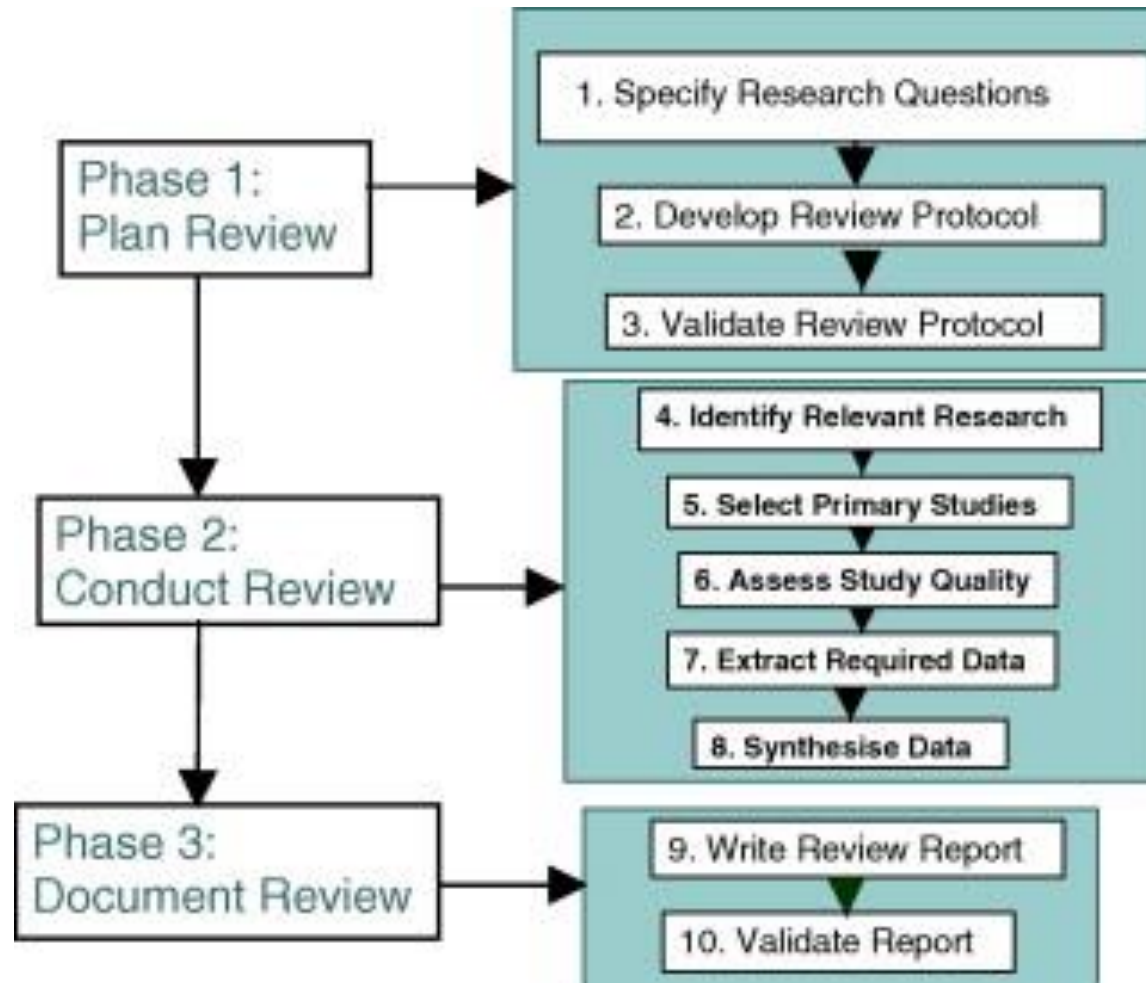 1. Specify Research Questions
Phase 1:
Plan Review
2. Develop Review Protocol
3. Validate Review Protocol
4. Identify Relevant Research
5. Select Primary Studies
Phase 2:
Conduct Review
6. Assess Study Quality
7. Extract Required Data
8. Synthesise Data
Phase 3:
Document Review
9. Write Review Report
10. Validate Report